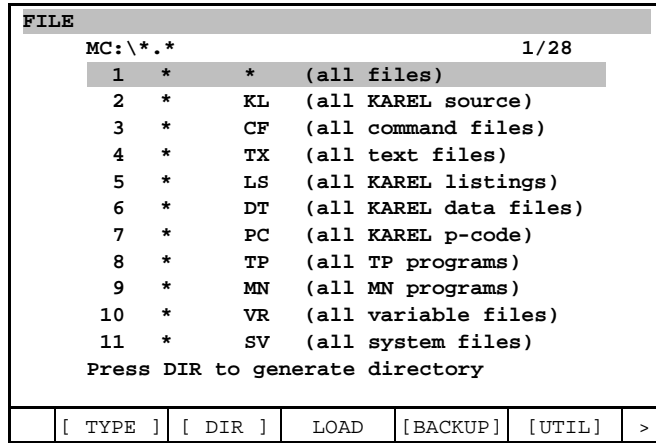 FILE
MC:\*.* 1/28
1 * * (all files)
2 * KL (all KAREL source)
3 * CF (all command files)
4 * TX (all text files)
5 * LS (all KAREL listings)
6 * DT (all KAREL data files)
7 * PC (all KAREL p-code)
8 * TP (all TP programs)
9 * MN (all MN programs)
10 * VR (all variable files)
11 * SV (all system files)
Press DIR to generate directory
[ TYPE ] [ DIR ] LOAD [BACKUP] [UTIL] >